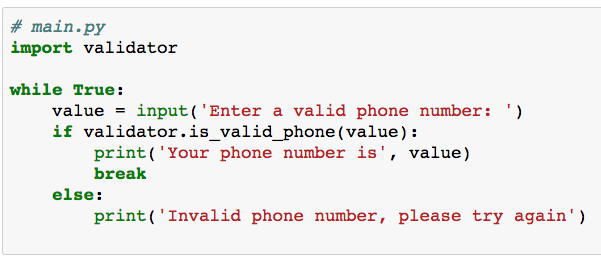 # main.py
import validator

while True:
    value = input('Enter a valid phone number: ')
    if validator.is_valid_phone(value):
        print('Your phone number is', value)
        break
    else:
        print('Invalid phone number, please try again')